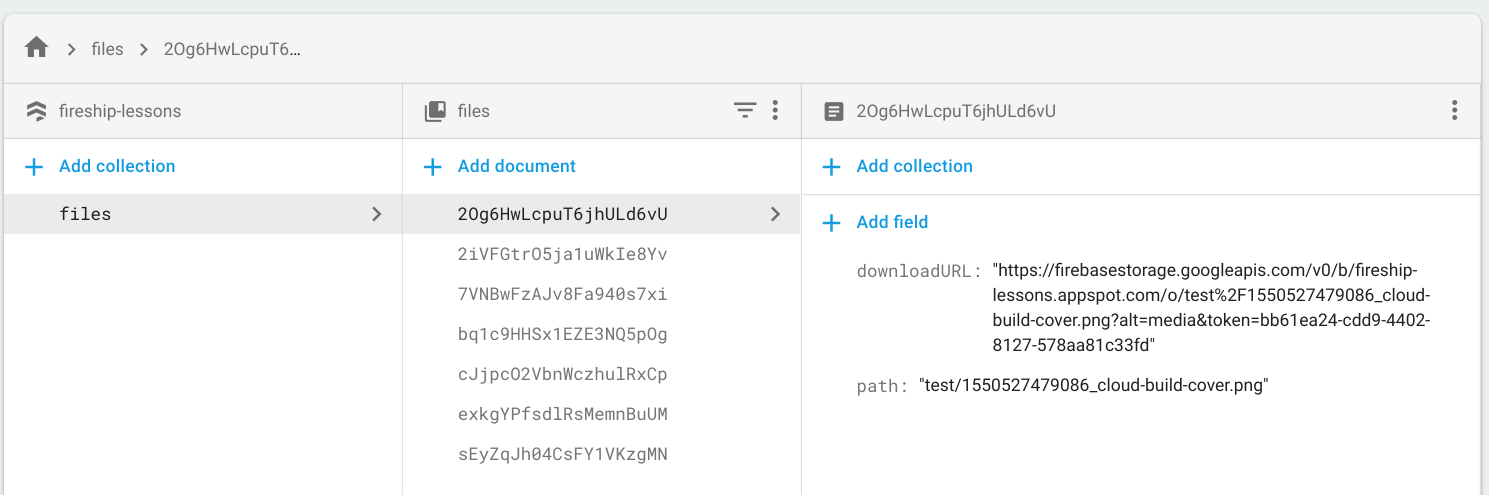 files
2Og6HwLcpuT6…
fireship-lessons
files
2Og6HwLcpuT6jhULd6vU
Add collection
Add document
Add collection
files
2Og6HwLcpuT6jhULd6vU
2iVFGtrO5ja1uWkIe8Yv
7VNBwFzAJv8Fa940s7xi
bq1c9HHSx1EZE3NQ5pOg
cJjpcO2VbnWczhulRxCp
exkgYPfsdlRsMemnBuUM
sEyZqJh04CsFY1VKzgMN
Add field
downloadURL: "https://firebasestorage.googleapis.com/v0/b/fireship-
lessons.appspot.com/o/test%2F1550527479086_cloud-
build-cover.png?alt=media&token=bb61ea24-cdd9-4402-
8127-578aa81c33fd"
path: "test/1550527479086_cloud-build-cover.png"